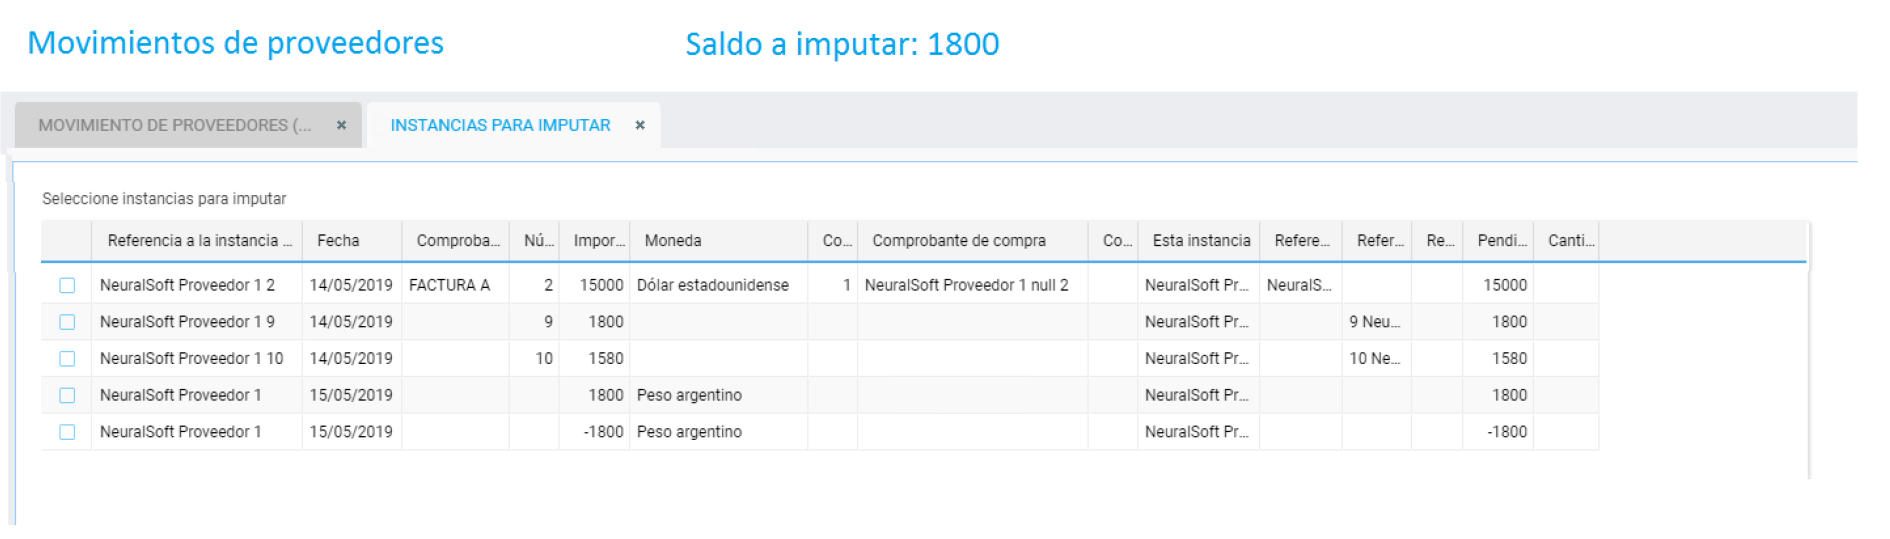 Movimientos de proveedores Saldo a imputar: 1800
MOVIMIENTO DE PROVEEDORES (... × INSTANCIAS PARA IMPUTAR ×
Seleccione instancias para imputar
Referencia a la instancia ... Fecha Comproba... Nú... Impor... Moneda Co... Comprobante de compra Co... Esta instancia Refere... Refer... Re... Pendi... Canti...
NeuralSoft Proveedor 1 2 14/05/2019 FACTURA A 2 15000 Dólar estadounidense 1 NeuralSoft Proveedor 1 null 2 NeuralSoft Pr... NeuralS... 15000
NeuralSoft Proveedor 1 9 14/05/2019 9 1800 NeuralSoft Pr... 9 Neu... 1800
NeuralSoft Proveedor 1 10 14/05/2019 10 1580 NeuralSoft Pr... 10 Ne... 1580
NeuralSoft Proveedor 1 15/05/2019 1800 Peso argentino NeuralSoft Pr... 1800
NeuralSoft Proveedor 1 15/05/2019 -1800 Peso argentino NeuralSoft Pr... -1800